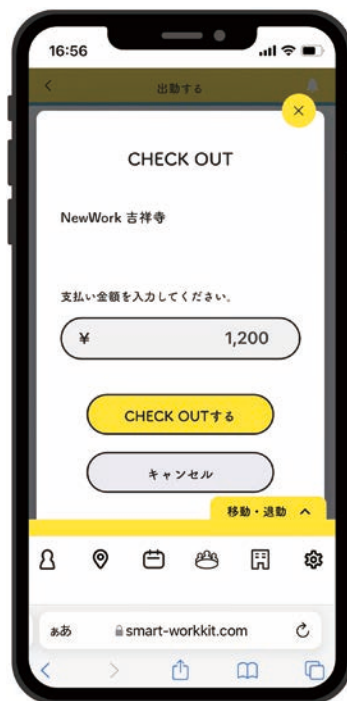 16:56
出勤する
×
CHECK OUT
NewWork 吉祥寺
支払い金額を入力してください。
¥ 1,200
CHECK OUTする
キャンセル
移動・退勤
ぁあ smart-workkit.com